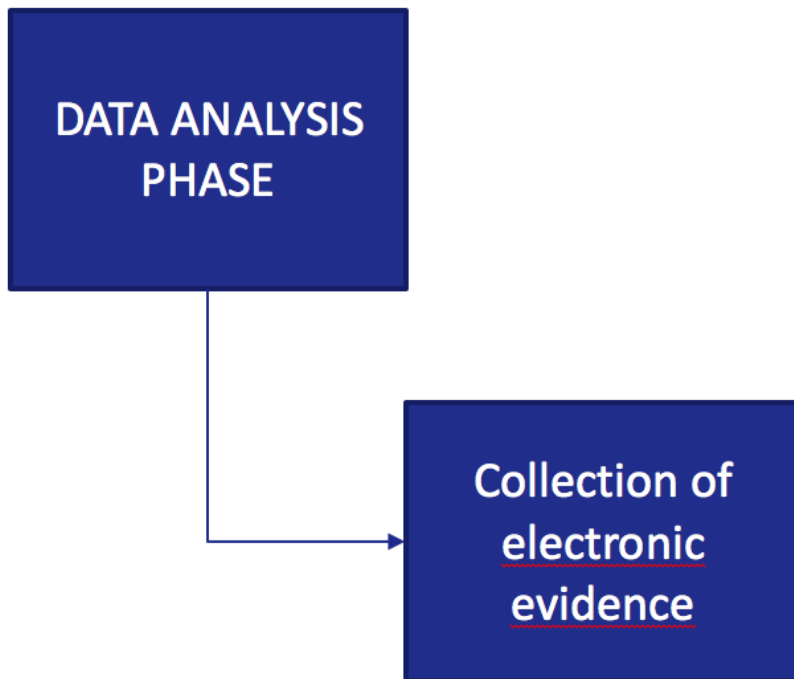 DATA ANALYSIS
PHASE
Collection of
electronic
evidence